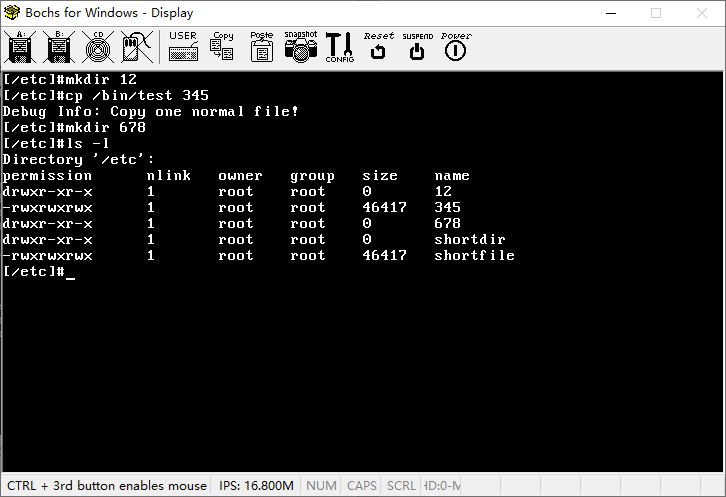 Bochs for Windows - Display
A: B: CD USER Copy Paste snapshot CONFIG Reset SUSPEND Power
[/etc]#mkdir 12
[/etc]#cp /bin/test 345
Debug Info: Copy one normal file!
[/etc]#mkdir 678
[/etc]#ls -l
Directory '/etc':
permission nlink owner group size name
drwxr-xr-x 1 root root 0 12
-rwxrwxrwx 1 root root 46417 345
drwxr-xr-x 1 root root 0 678
drwxr-xr-x 1 root root 0 shortdir
-rwxrwxrwx 1 root root 46417 shortfile
[/etc]#_
CTRL + 3rd button enables mouse IPS: 16.800M NUM CAPS SCRL HD:0-M